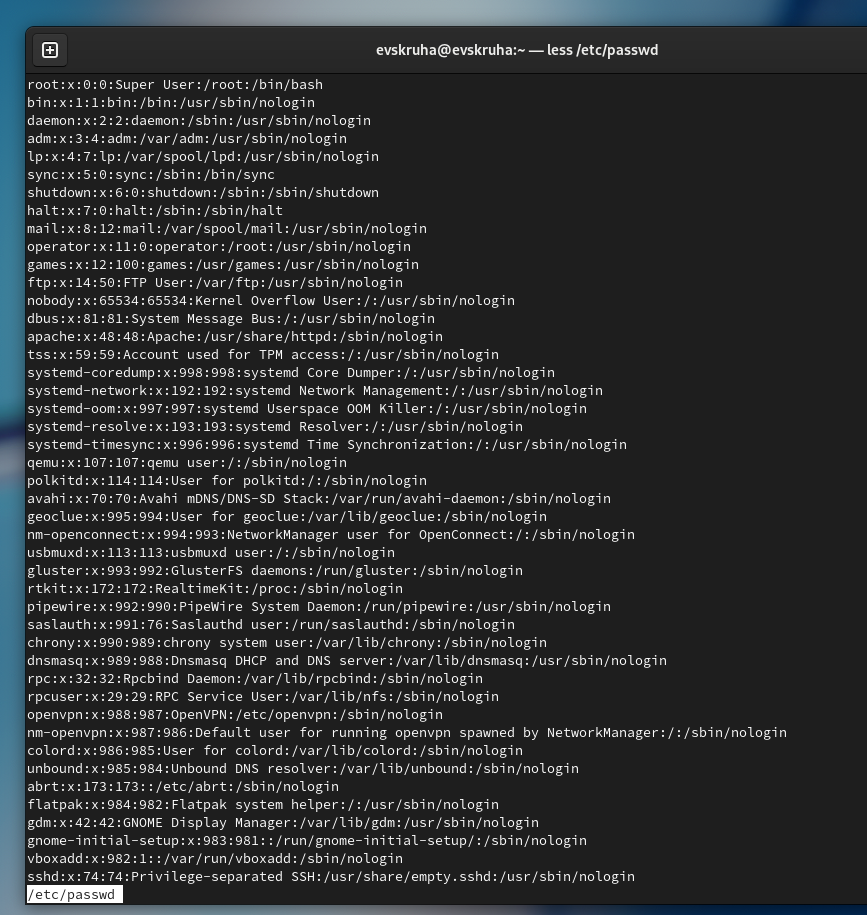 evskruha@evskruha:~ — less /etc/passwd
root:x:0:0:Super User:/root:/bin/bash
bin:x:1:1:bin:/bin:/usr/sbin/nologin
daemon:x:2:2:daemon:/sbin:/usr/sbin/nologin
adm:x:3:4:adm:/var/adm:/usr/sbin/nologin
lp:x:4:7:lp:/var/spool/lpd:/usr/sbin/nologin
sync:x:5:0:sync:/sbin:/bin/sync
shutdown:x:6:0:shutdown:/sbin:/sbin/shutdown
halt:x:7:0:halt:/sbin:/sbin/halt
mail:x:8:12:mail:/var/spool/mail:/usr/sbin/nologin
operator:x:11:0:operator:/root:/usr/sbin/nologin
games:x:12:100:games:/usr/games:/usr/sbin/nologin
ftp:x:14:50:FTP User:/var/ftp:/usr/sbin/nologin
nobody:x:65534:65534:Kernel Overflow User:/:/usr/sbin/nologin
dbus:x:81:81:System Message Bus:/:/usr/sbin/nologin
apache:x:48:48:Apache:/usr/share/httpd:/sbin/nologin
tss:x:59:59:Account used for TPM access:/:/usr/sbin/nologin
systemd-coredump:x:998:998:systemd Core Dumper:/:/usr/sbin/nologin
systemd-network:x:192:192:systemd Network Management:/:/usr/sbin/nologin
systemd-oom:x:997:997:systemd Userspace OOM Killer:/:/usr/sbin/nologin
systemd-resolve:x:193:193:systemd Resolver:/:/usr/sbin/nologin
systemd-timesync:x:996:996:systemd Time Synchronization:/:/usr/sbin/nologin
qemu:x:107:107:qemu user:/:/sbin/nologin
polkitd:x:114:114:User for polkitd:/:/sbin/nologin
avahi:x:70:70:Avahi mDNS/DNS-SD Stack:/var/run/avahi-daemon:/sbin/nologin
geoclue:x:995:994:User for geoclue:/var/lib/geoclue:/sbin/nologin
nm-openconnect:x:994:993:NetworkManager user for OpenConnect:/:/sbin/nologin
usbmuxd:x:113:113:usbmuxd user:/:/sbin/nologin
gluster:x:993:992:GlusterFS daemons:/run/gluster:/sbin/nologin
rtkit:x:172:172:RealtimeKit:/proc:/sbin/nologin
pipewire:x:992:990:PipeWire System Daemon:/run/pipewire:/usr/sbin/nologin
saslauth:x:991:76:Saslauthd user:/run/saslauthd:/sbin/nologin
chrony:x:990:989:chrony system user:/var/lib/chrony:/sbin/nologin
dnsmasq:x:989:988:Dnsmasq DHCP and DNS server:/var/lib/dnsmasq:/usr/sbin/nologin
rpc:x:32:32:Rpcbind Daemon:/var/lib/rpcbind:/sbin/nologin
rpcuser:x:29:29:RPC Service User:/var/lib/nfs:/sbin/nologin
openvpn:x:988:987:OpenVPN:/etc/openvpn:/sbin/nologin
nm-openvpn:x:987:986:Default user for running openvpn spawned by NetworkManager:/:/sbin/nologin
colord:x:986:985:User for colord:/var/lib/colord:/sbin/nologin
unbound:x:985:984:Unbound DNS resolver:/var/lib/unbound:/sbin/nologin
abrt:x:173:173::/etc/abrt:/sbin/nologin
flatpak:x:984:982:Flatpak system helper:/:/usr/sbin/nologin
gdm:x:42:42:GNOME Display Manager:/var/lib/gdm:/usr/sbin/nologin
gnome-initial-setup:x:983:981::/run/gnome-initial-setup/:/sbin/nologin
vboxadd:x:982:1::/var/run/vboxadd:/sbin/nologin
sshd:x:74:74:Privilege-separated SSH:/usr/share/empty.sshd:/usr/sbin/nologin
/etc/passwd